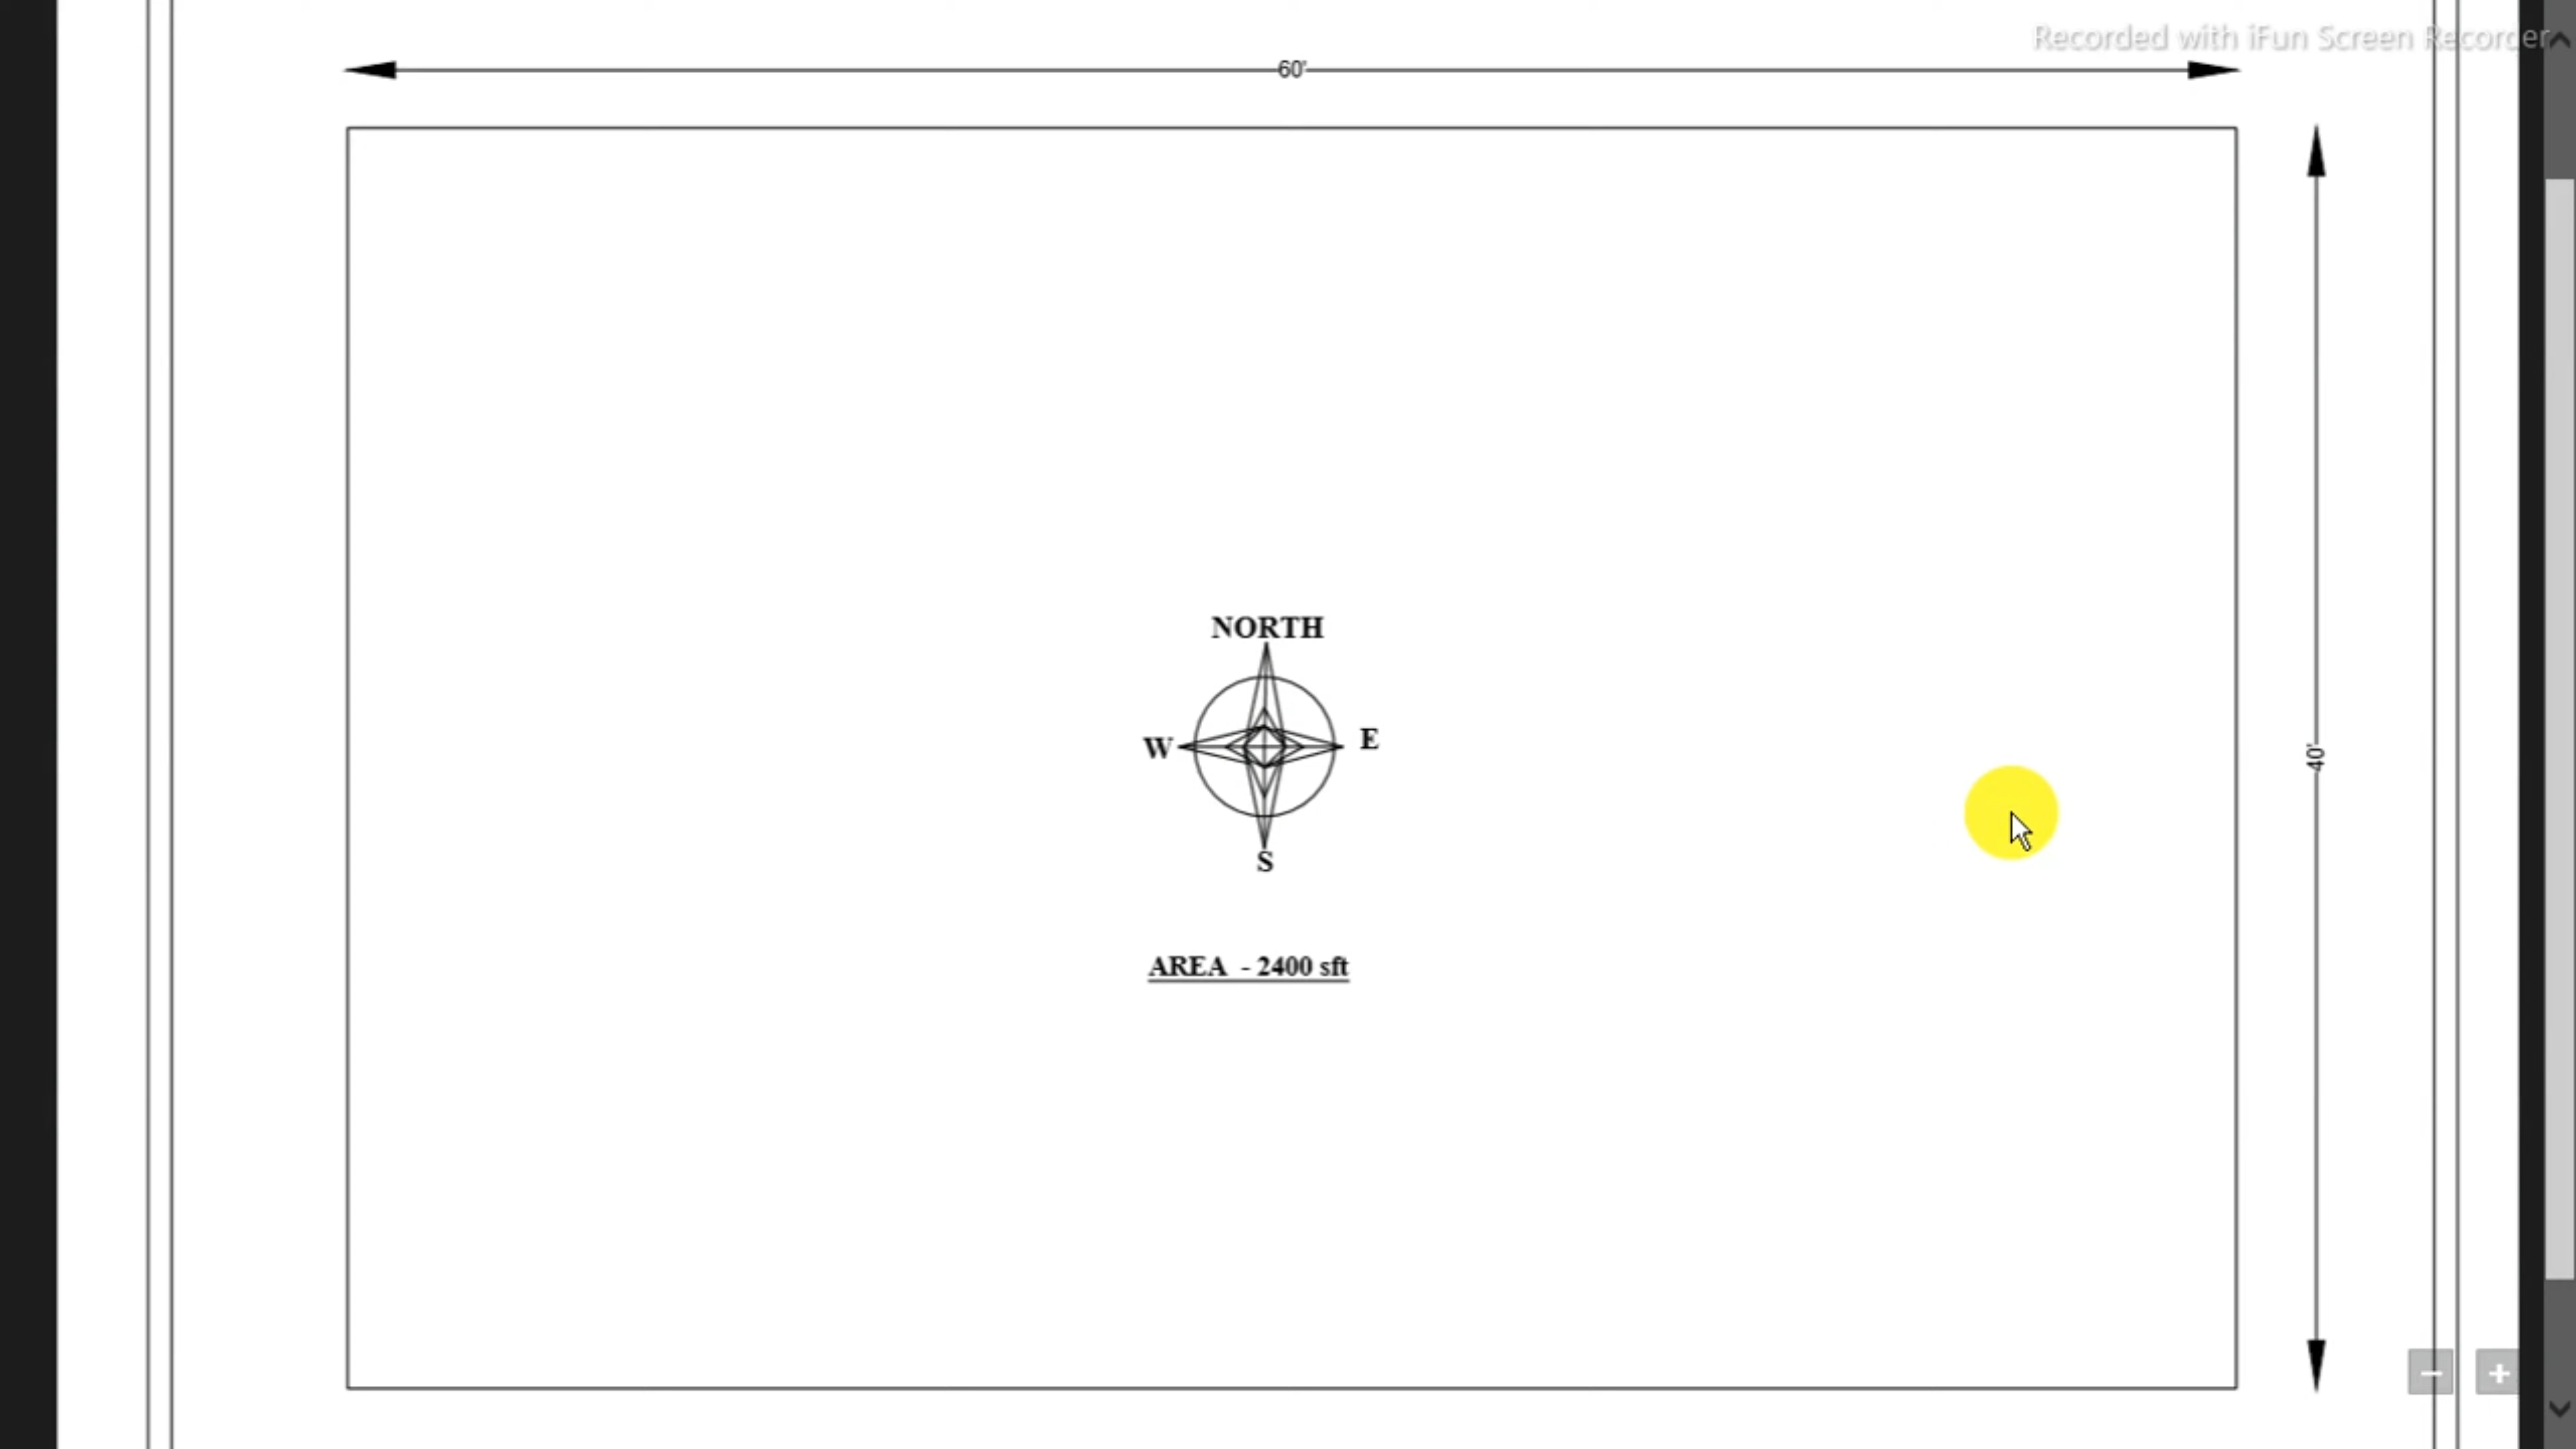 Recorded with iFun Screen Recorder
60'
NORTH
W
E
40'
S
AREA - 2400 sft